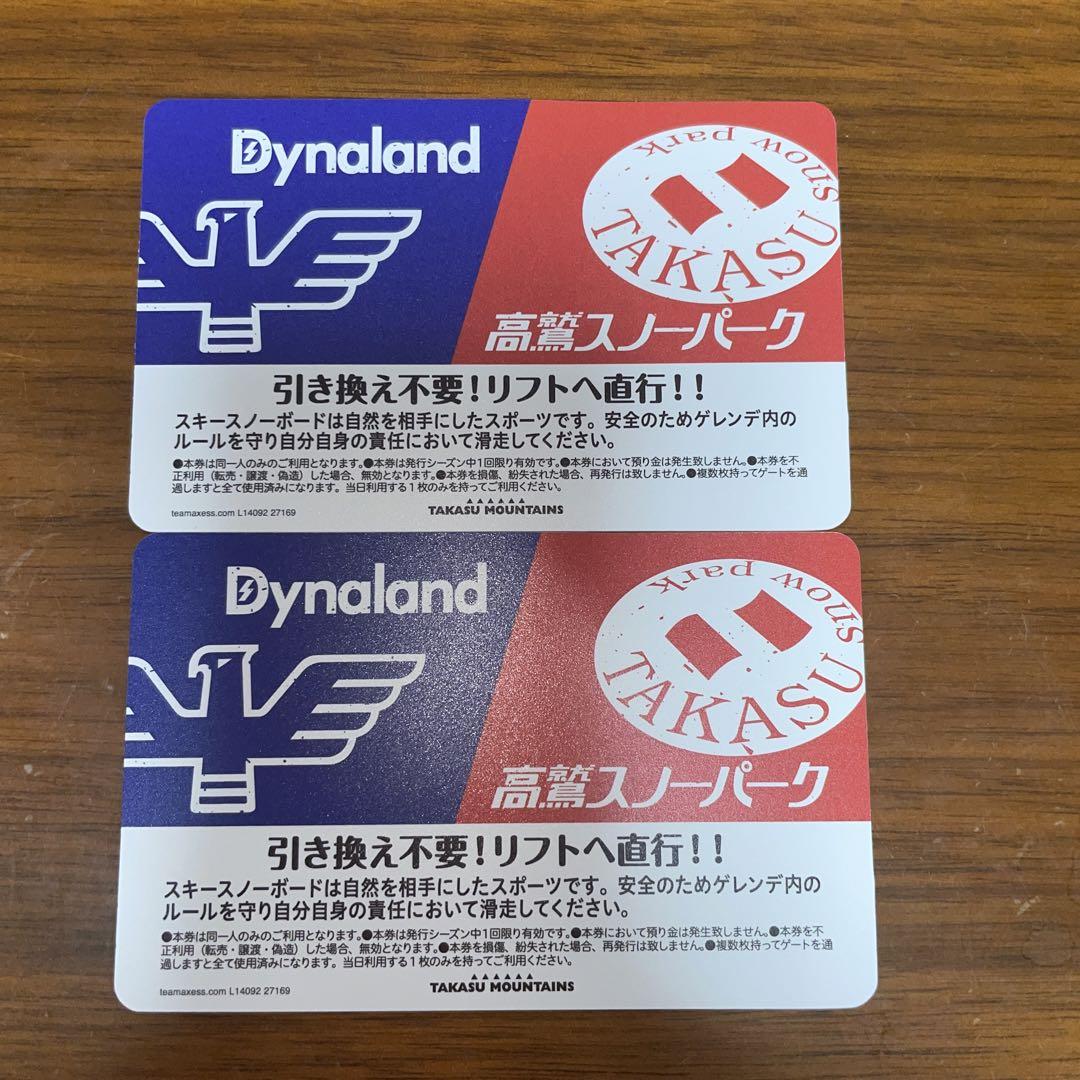 Dynaland
snow park
TAKASU
高鷲スノーパーク
引き換え不要！リフトへ直行！！
スキースノーボードは自然を相手にしたスポーツです。安全のためゲレンデ内の
ルールを守り自分自身の責任において滑走してください。
●本券は同一人のみのご利用となります。●本券は発行シーズン中1回限り有効です。●本券において預り金は発生致しません。●本券を不
正利用（転売・譲渡・偽造）した場合、無効となります。●本券を損傷、紛失された場合、再発行は致しません。●複数枚持ってゲートを通
過しますと全て使用済みになります。当日利用する１枚のみを持ってご利用ください。
teamaxess.com L14092 27169
TAKASU MOUNTAINS
Dynaland
snow park
TAKASU
高鷲スノーパーク
引き換え不要！リフトへ直行！！
スキースノーボードは自然を相手にしたスポーツです。安全のためゲレンデ内の
ルールを守り自分自身の責任において滑走してください。
●本券は同一人のみのご利用となります。●本券は発行シーズン中1回限り有効です。●本券において預り金は発生致しません。●本券を不
正利用（転売・譲渡・偽造）した場合、無効となります。●本券を損傷、紛失された場合、再発行は致しません。●複数枚持ってゲートを通
過しますと全て使用済みになります。当日利用する１枚のみを持ってご利用ください。
teamaxess.com L14092 27169
TAKASU MOUNTAINS